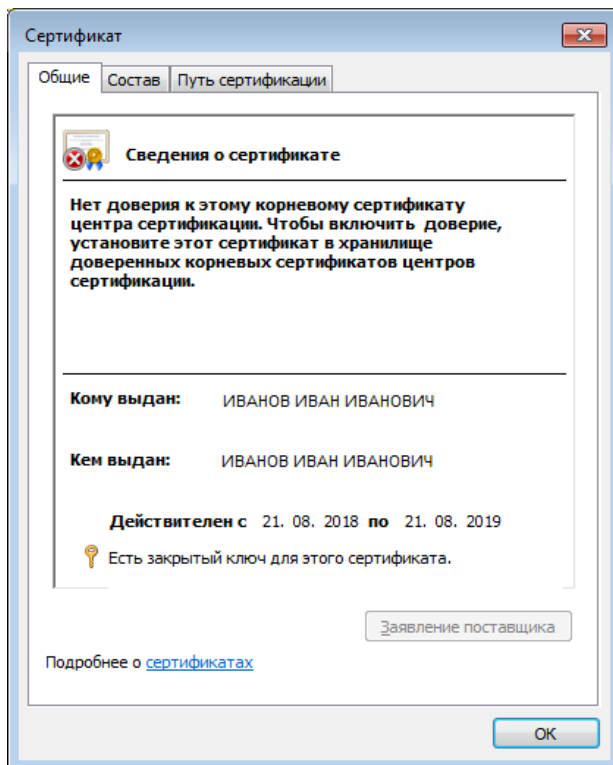 Сертификат
Общие Состав Путь сертификации
Сведения о сертификате
Нет доверия к этому корневому сертификату
центра сертификации. Чтобы включить доверие,
установите этот сертификат в хранилище
доверенных корневых сертификатов центров
сертификации.
Кому выдан: ИВАНОВ ИВАН ИВАНОВИЧ
Кем выдан: ИВАНОВ ИВАН ИВАНОВИЧ
Действителен с 21. 08. 2018 по 21. 08. 2019
Есть закрытый ключ для этого сертификата.
Заявление поставщика
Подробнее о сертификатах
ОК